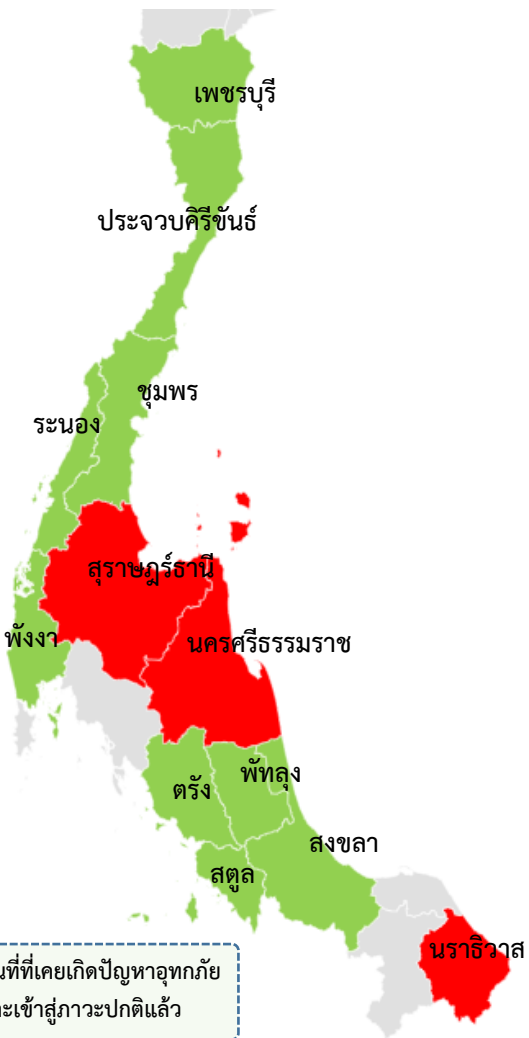 เพชรบุรี
ประจวบคิรีขันธ์
ชุมพร
ระนอง
สุราษฎร์ธานี
พังงา
นครศรีธรรมราช
พัทลุง
ตรัง
สงขลา
สตูล
นราธิวาส
นที่ที่เคยเกิดปัญหาอุทกภัย
ะเข้าสู่ภาวะปกติแล้ว